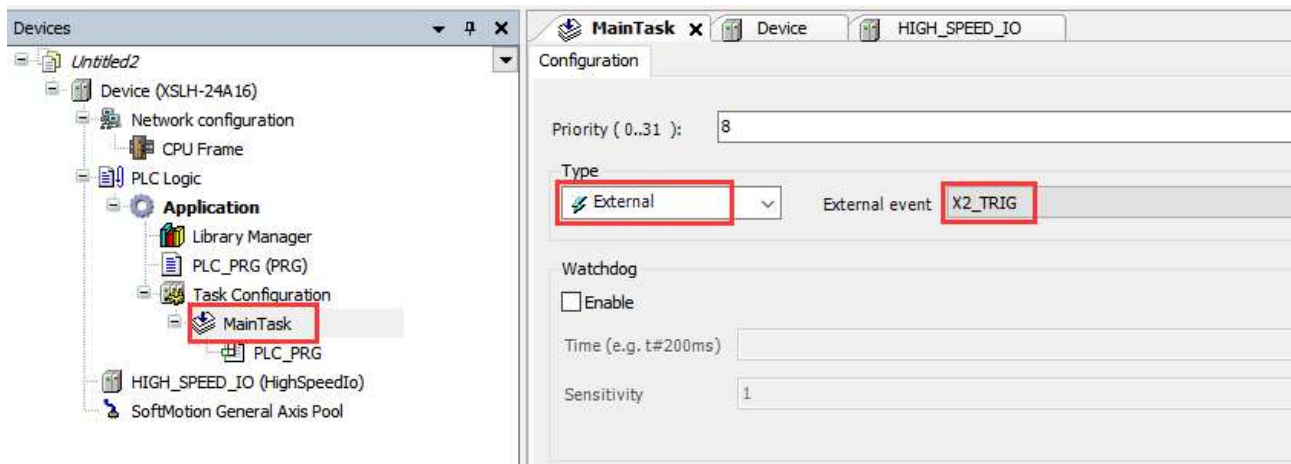 Devices
Untitled2
Device (XSLH-24A16)
Network configuration
CPU Frame
PLC Logic
Application
Library Manager
PLC_PRG (PRG)
Task Configuration
MainTask
PLC_PRG
HIGH_SPEED_IO (HighSpeedIo)
SoftMotion General Axis Pool
MainTask Device HIGH_SPEED_IO
Configuration
Priority ( 0..31 ): 8
Type
External External event X2_TRIG
Watchdog
Enable
Time (e.g. t#200ms)
Sensitivity 1